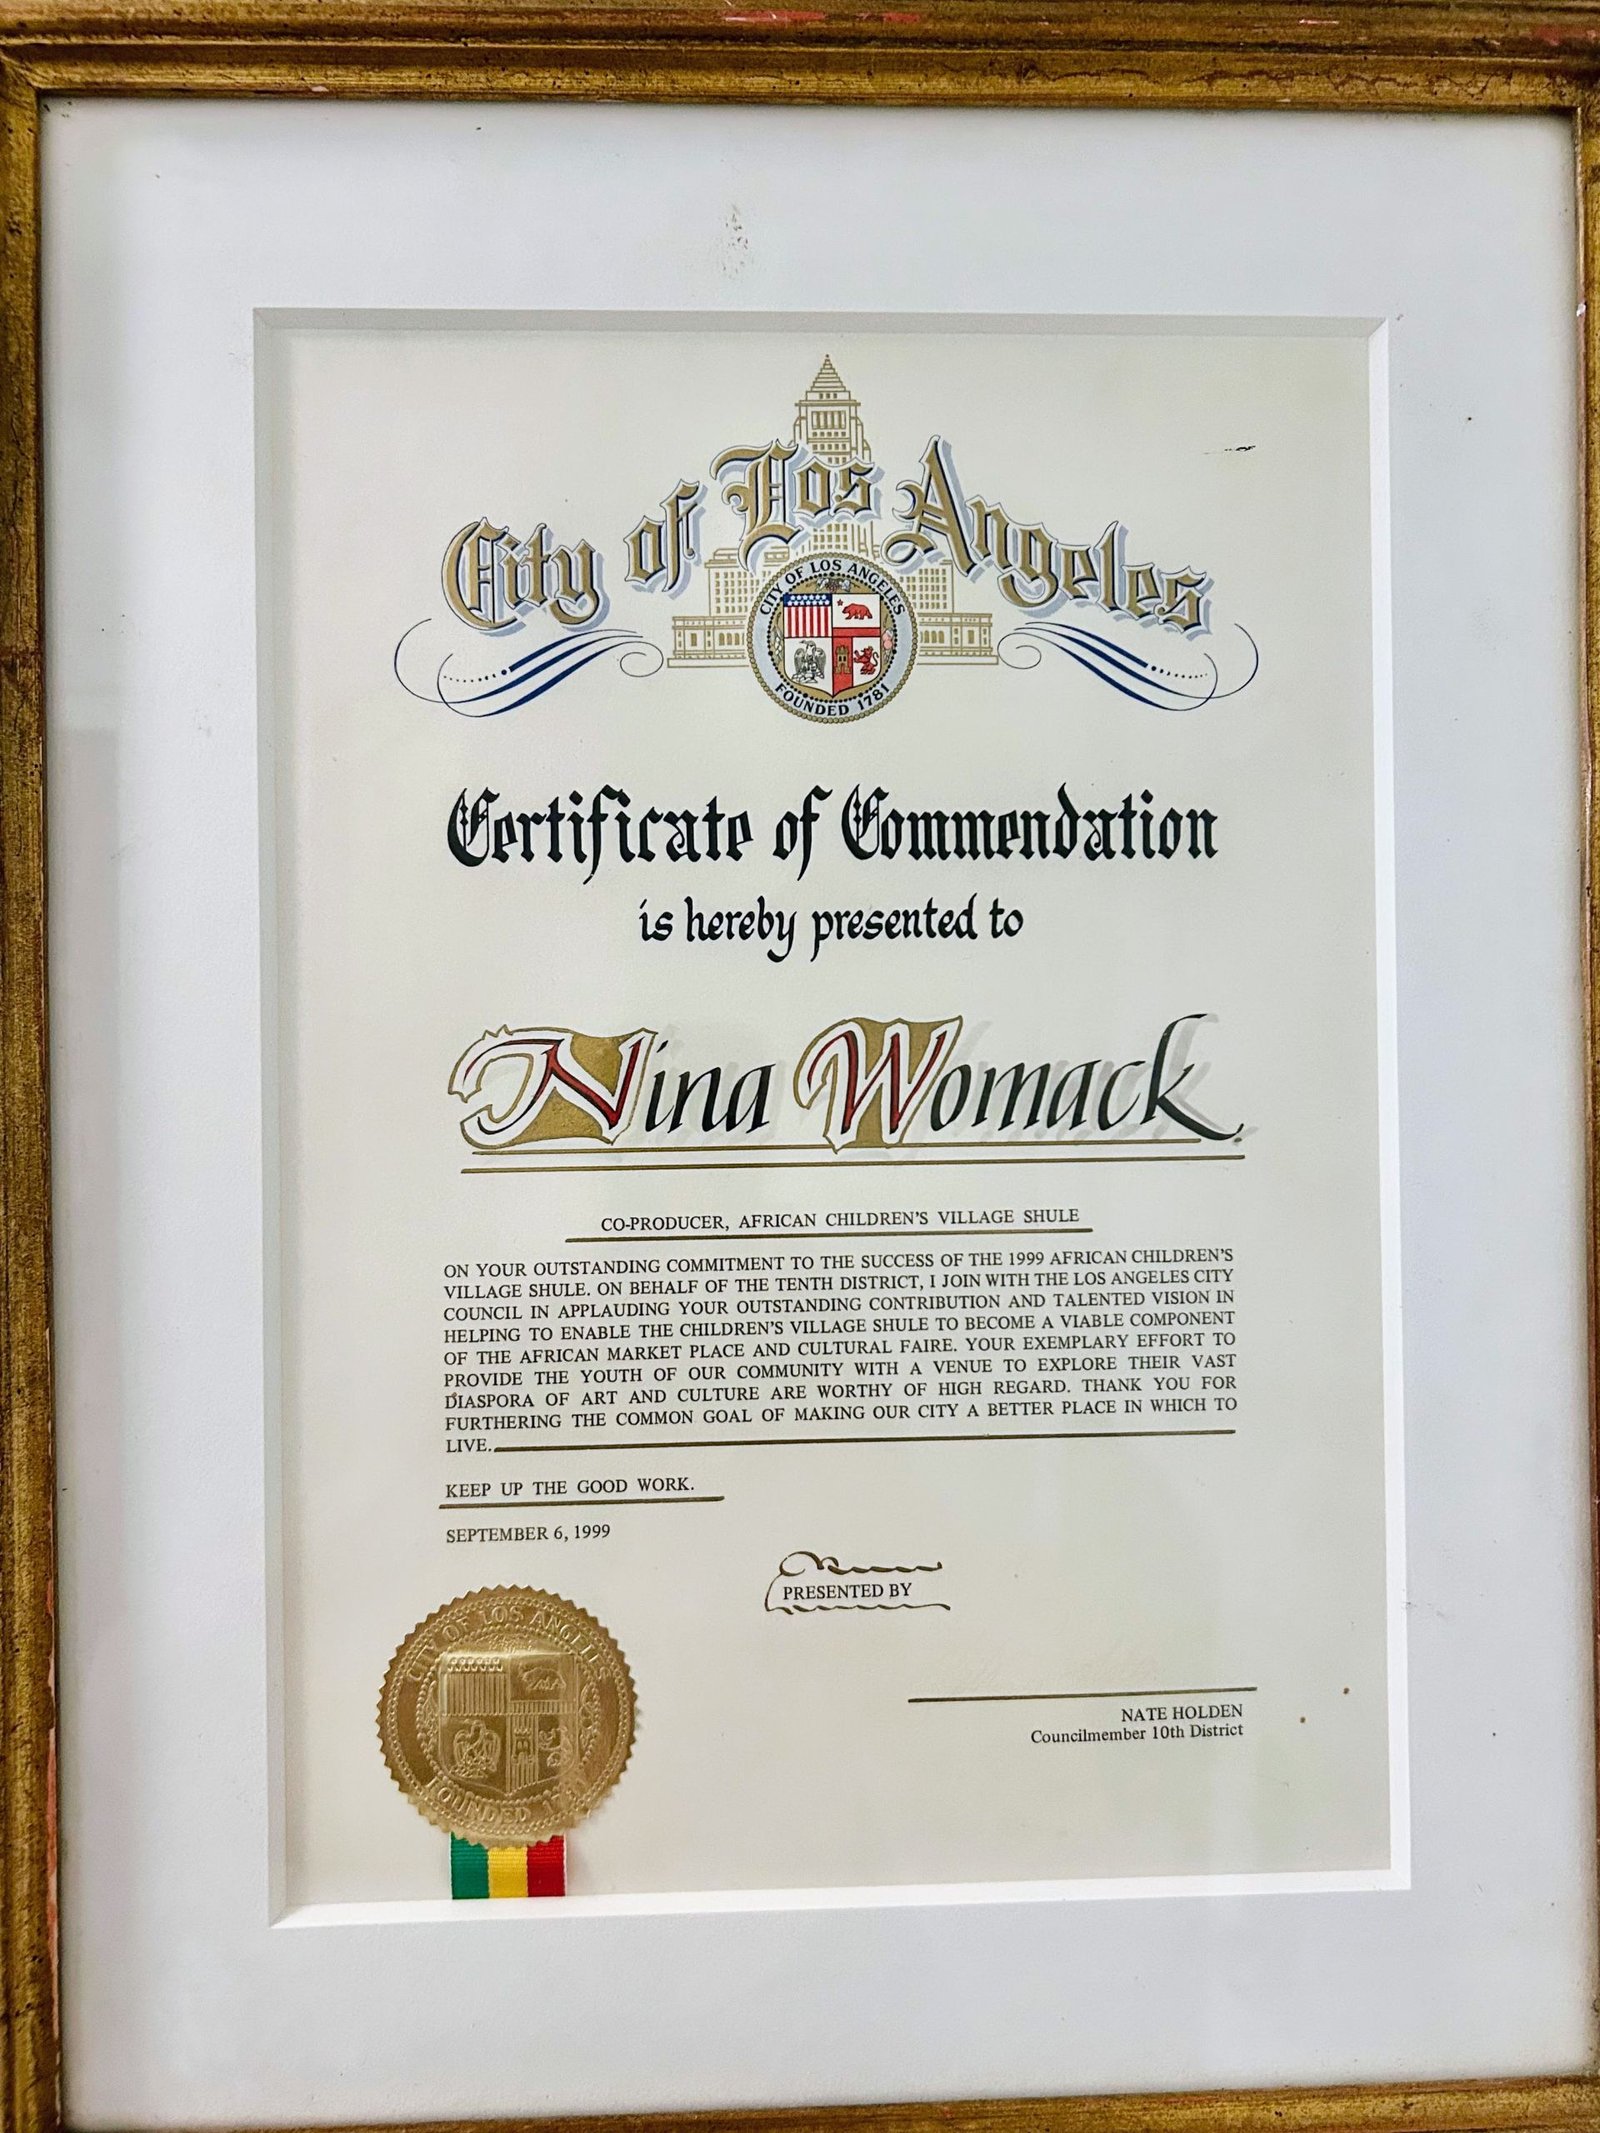 City of Los Angeles
CITY OF LOS ANGELES
FOUNDED 1781
Certificate of Commendation
is hereby presented to
Nina Womack
CO-PRODUCER, AFRICAN CHILDREN'S VILLAGE SHULE
ON YOUR OUTSTANDING COMMITMENT TO THE SUCCESS OF THE 1999 AFRICAN CHILDREN'S
VILLAGE SHULE. ON BEHALF OF THE TENTH DISTRICT, I JOIN WITH THE LOS ANGELES CITY
COUNCIL IN APPLAUDING YOUR OUTSTANDING CONTRIBUTION AND TALENTED VISION IN
HELPING TO ENABLE THE CHILDREN'S VILLAGE SHULE TO BECOME A VIABLE COMPONENT
OF THE AFRICAN MARKET PLACE AND CULTURAL FAIRE. YOUR EXEMPLARY EFFORT TO
PROVIDE THE YOUTH OF OUR COMMUNITY WITH A VENUE TO EXPLORE THEIR VAST
DIASPORA OF ART AND CULTURE ARE WORTHY OF HIGH REGARD. THANK YOU FOR
FURTHERING THE COMMON GOAL OF MAKING OUR CITY A BETTER PLACE IN WHICH TO
LIVE.
KEEP UP THE GOOD WORK.
SEPTEMBER 6, 1999
PRESENTED BY
CITY OF LOS ANGELES
FOUNDED 1781
NATE HOLDEN
Councilmember 10th District